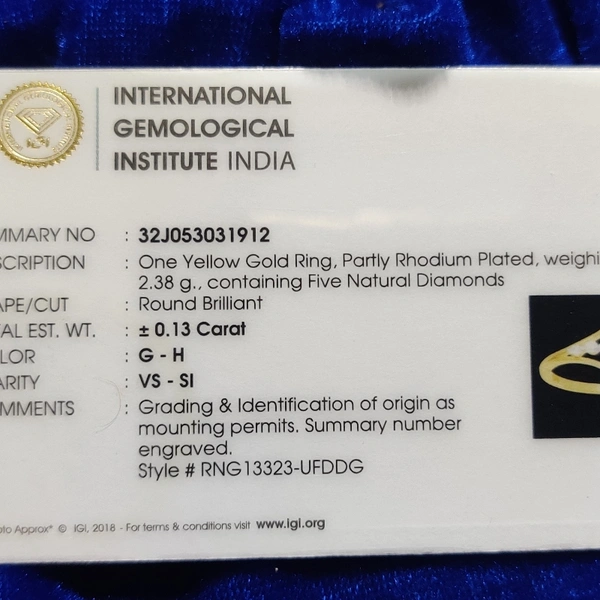 INTERNATIONAL
GEMOLOGICAL
INSTITUTE INDIA
MMARY NO : 32J053031912
SCRIPTION : One Yellow Gold Ring, Partly Rhodium Plated, weighi
2.38 g., containing Five Natural Diamonds
APE/CUT : Round Brilliant
TAL EST. WT. : ± 0.13 Carat
LOR : G - H
ARITY : VS - SI
MMENTS : Grading & Identification of origin as
mounting permits. Summary number
engraved.
Style # RNG13323-UFDDG
oto Approx* © IGI, 2018 - For terms & conditions visit www.igi.org